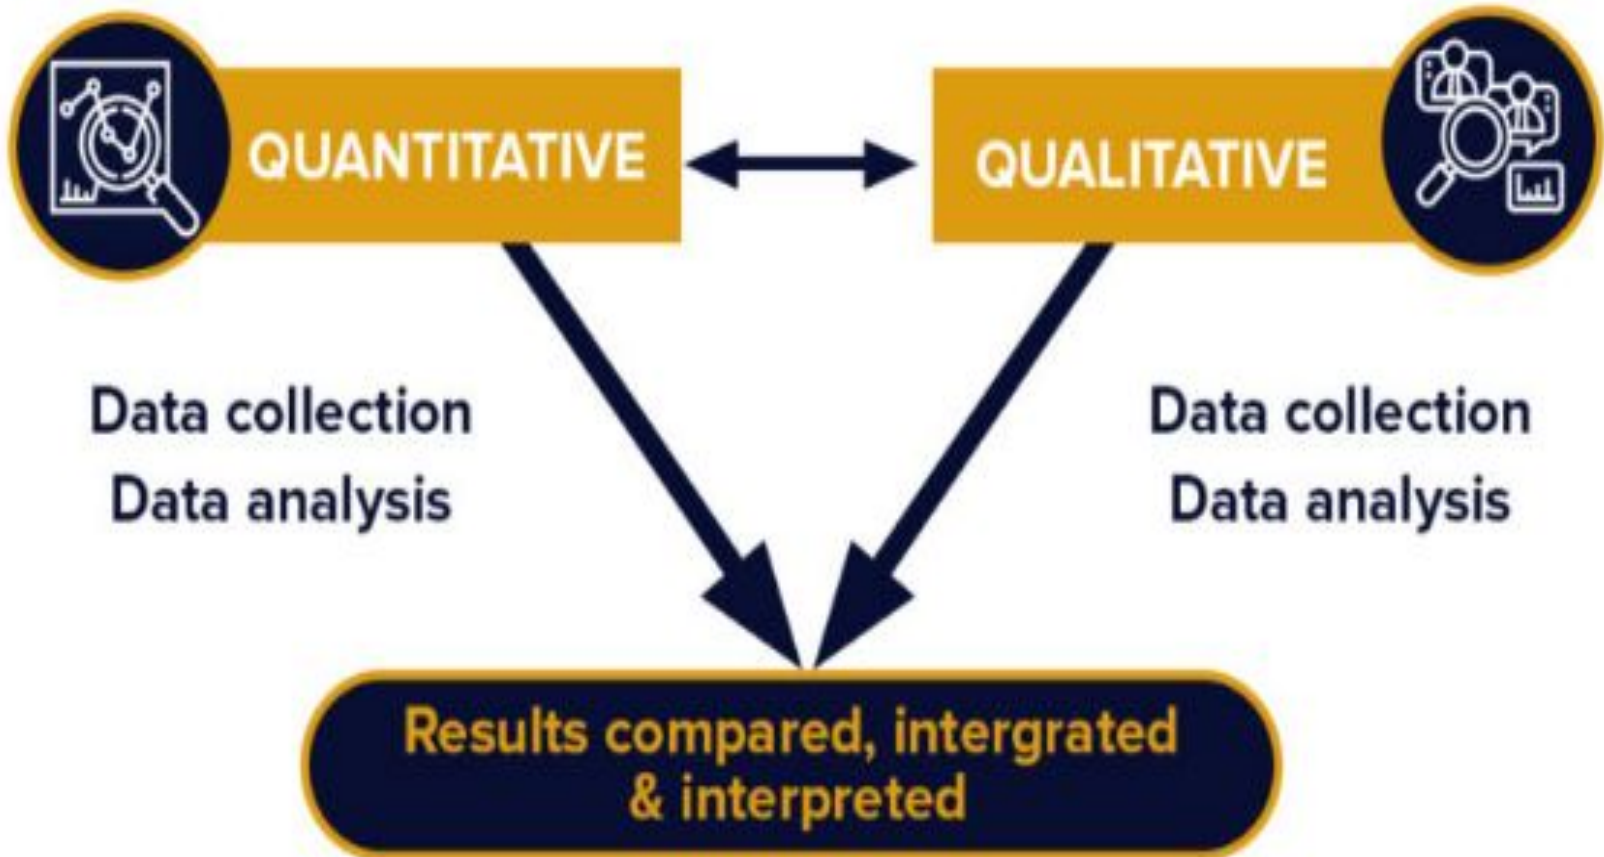 QUANTITATIVE
QUALITATIVE
Data collection
Data analysis
Data collection
Data analysis
Results compared, intergrated
& interpreted